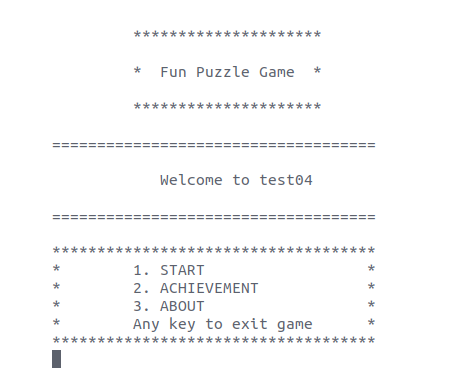 *********************
*  Fun Puzzle Game  *
*********************
====================================
Welcome to test04
====================================
************************************
*        1. START                  *
*        2. ACHIEVEMENT            *
*        3. ABOUT                  *
*        Any key to exit game      *
************************************